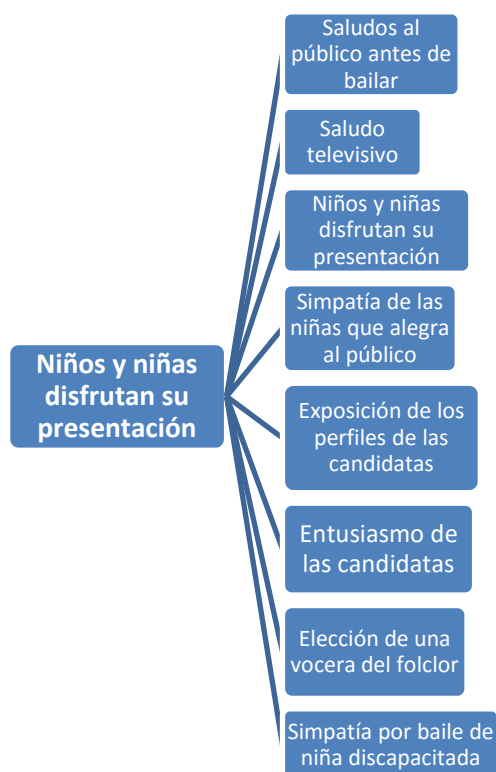 Saludos al
público antes de
bailar
Saludo
televisivo
Niños y niñas
disfrutan su
presentación
Simpatía de las
niñas que alegra
al público
Niños y niñas
disfrutan su
presentación
Exposición de los
perfiles de las
candidatas
Entusiasmo de
las candidatas
Elección de una
vocera del folclor
Simpatía por baile de
niña discapacitada